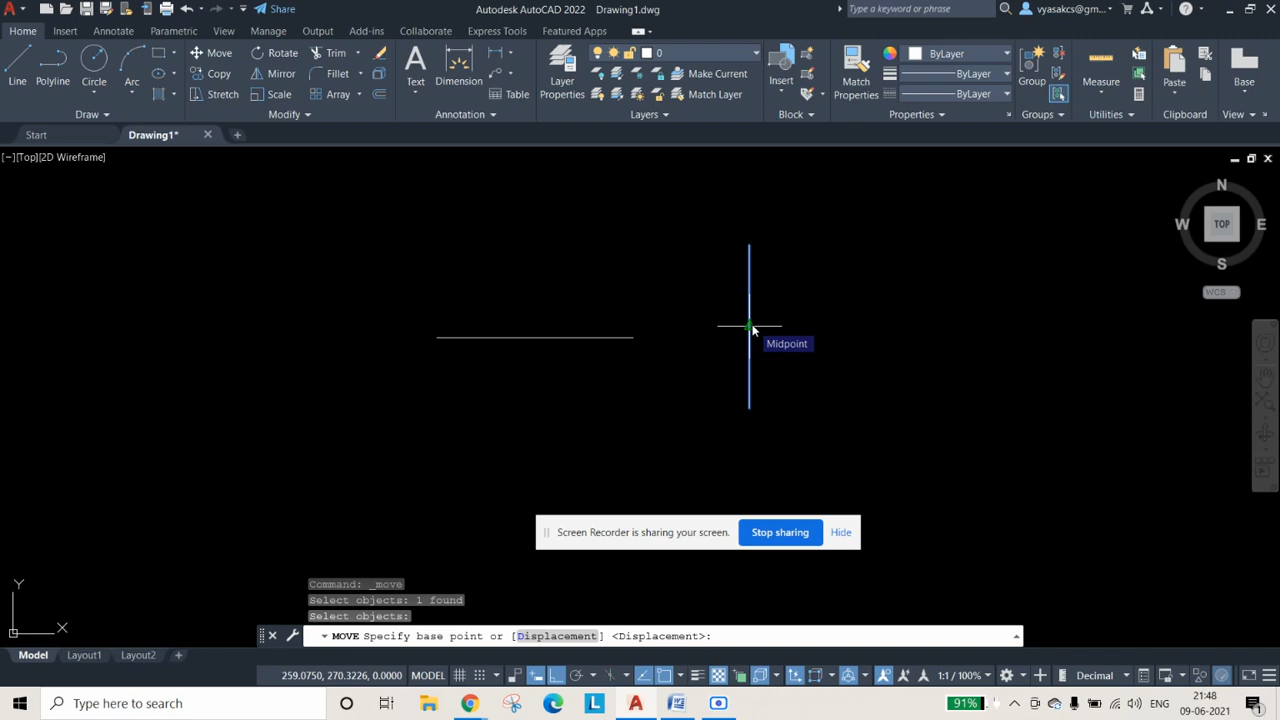 Share
Autodesk AutoCAD 2022 Drawing1.dwg
Type a keyword or phrase
vyasakcs@gm...
Home Insert Annotate Parametric View Manage Output Add-ins Collaborate Express Tools Featured Apps
Line Polyline Circle Arc
Move Rotate Trim
Copy Mirror Fillet
Stretch Scale Array
Text Dimension Table
Layer Properties
0
Make Current
Match Layer
Insert
Match Properties
ByLayer
ByLayer
ByLayer
Group
Measure
Paste
Base
Draw Modify Annotation Layers Block Properties Groups Utilities Clipboard View
Start Drawing1*
[−][Top][2D Wireframe]
N
W TOP E
S
WCS
Midpoint
Screen Recorder is sharing your screen. Stop sharing Hide
Command: _move
Select objects: 1 found
Select objects:
MOVE Specify base point or [Displacement] <Displacement>:
Y
X
Model Layout1 Layout2
259.0750, 270.3226, 0.0000 MODEL 1:1 / 100% Decimal
Type here to search
91%
ENG
21:48
09-06-2021
1